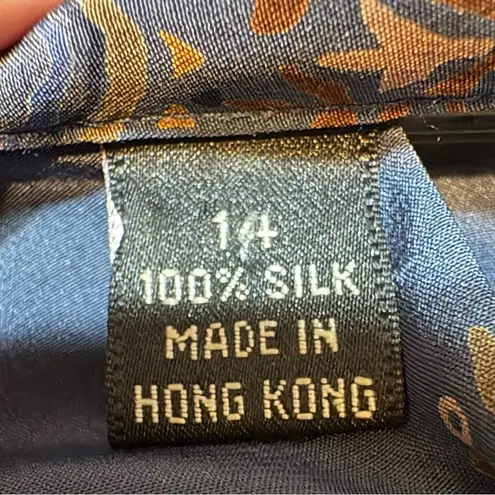 14
100% SILK
MADE IN
HONG KONG